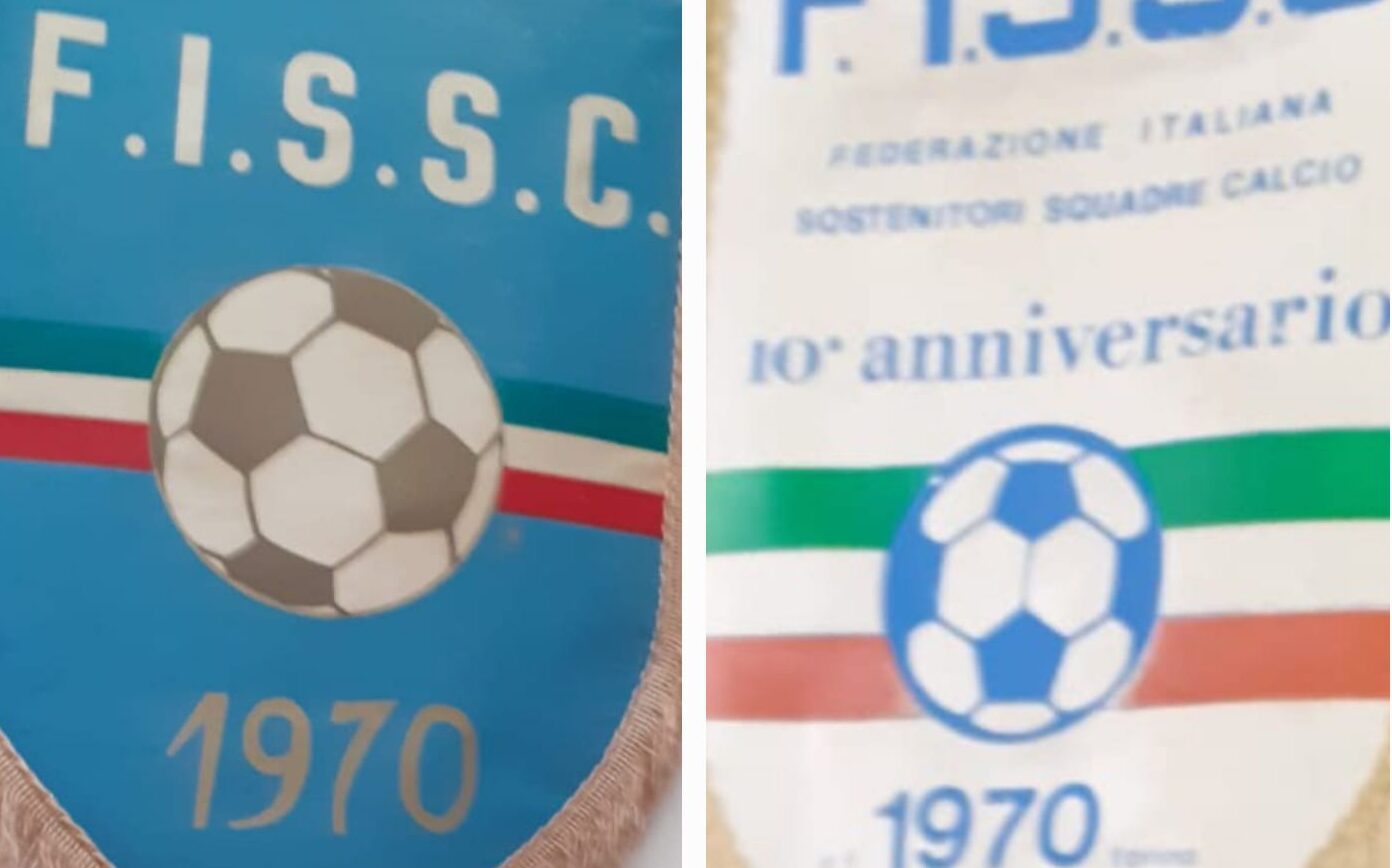 F.I.S.S.C.
1970
F.I.S.S.C
FEDERAZIONE ITALIANA
SOSTENITORI SQUADRE CALCIO
10° anniversario
1970